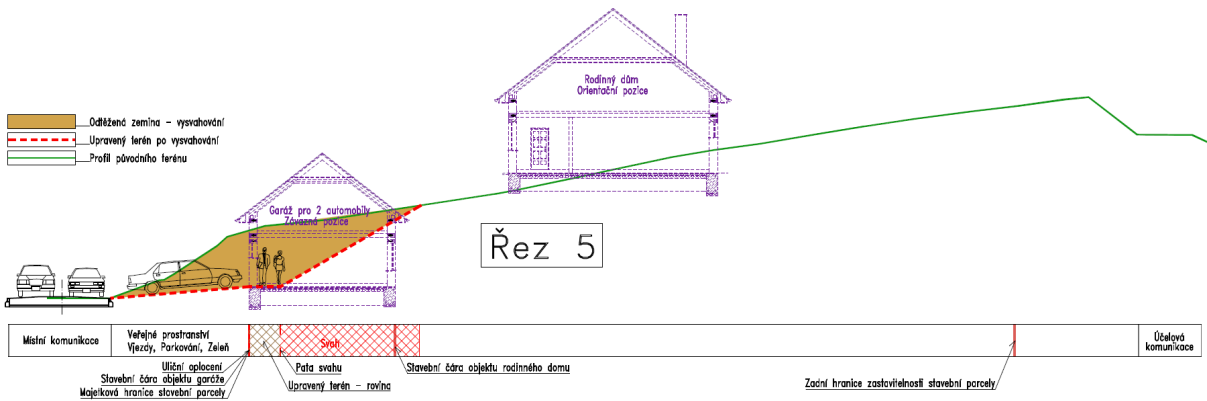 Rodinný dům
Orientační pozice
Odtěžená zemina – vysvahování
Upravený terén po vysvahování
Profil původního terénu
Garáž pro 2 automobily
Závazná pozice
Řez 5
Místní komunikace
Veřejné prostranství
Vjezdy, Parkování, Zeleň
Svah
Účelová
komunikace
Uliční oplocení
Stavební čára objektu garáže
Majetková hranice stavební parcely
Pata svahu
Upravený terén – rovina
Stavební čára objektu rodinného domu
Zadní hranice zastavitelnosti stavební parcely